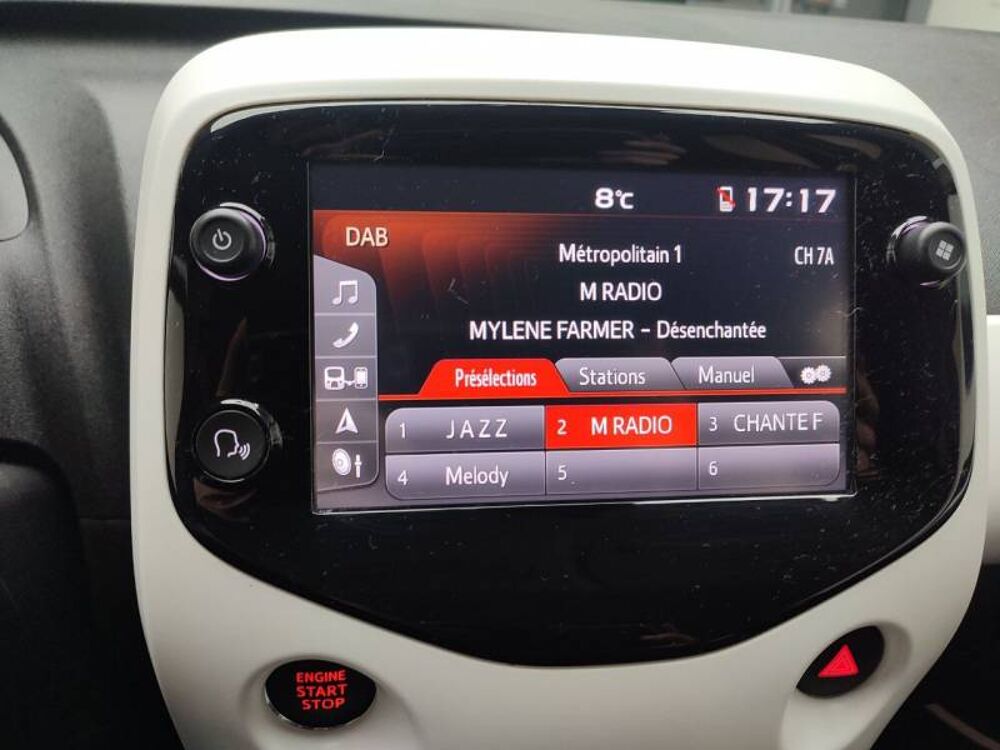 8°C 17:17
DAB
Métropolitain 1 CH 7A
M RADIO
MYLENE FARMER - Désenchantée
Présélections Stations Manuel
1 JAZZ 2 M RADIO 3 CHANTE F
4 Melody 5 6
ENGINE
START
STOP